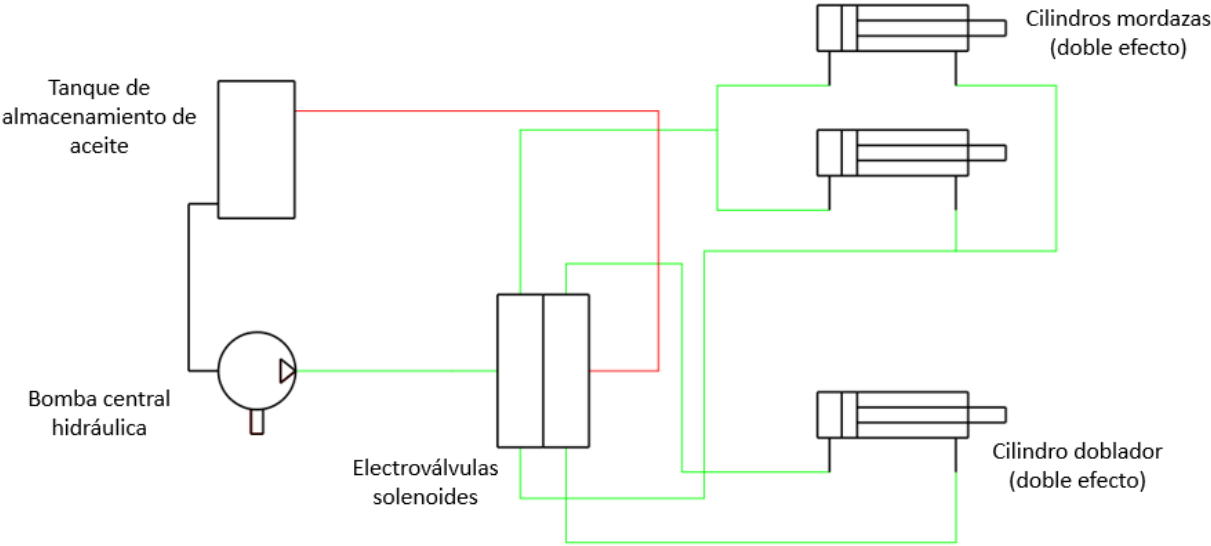 Cilindros mordazas
(doble efecto)
Tanque de
almacenamiento de
aceite
Bomba central
hidráulica
Electroválvulas
solenoides
Cilindro doblador
(doble efecto)